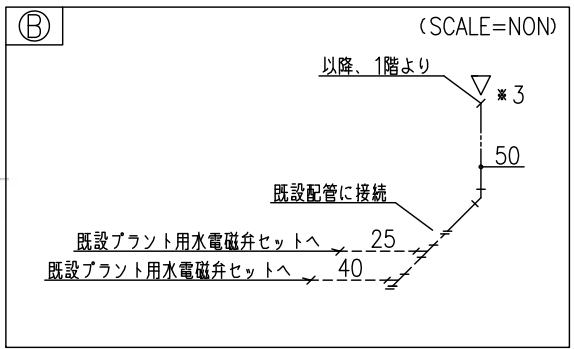 B
(SCALE=NON)
以降、1階より
※3
50
既設配管に接続
既設プラント用水電磁弁セットへ 25
既設プラント用水電磁弁セットへ 40